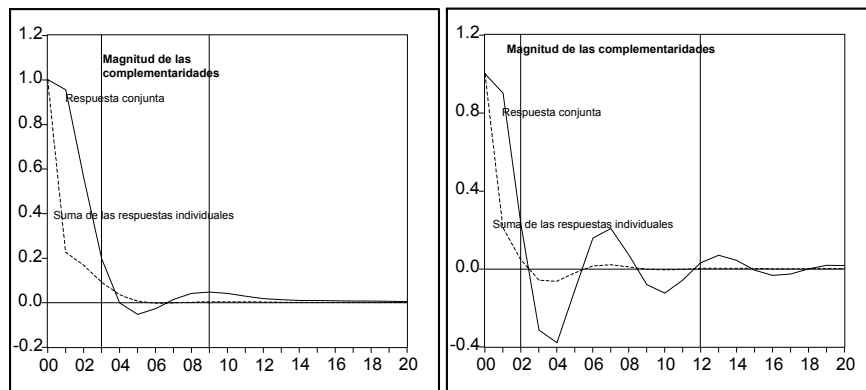 1.2
Magnitud de las
complementaridades
1.0
Respuesta conjunta
0.8
0.6
0.4
Suma de las respuestas individuales
0.2
0.0
-0.2
00 02 04 06 08 10 12 14 16 18 20
1.2
Magnitud de las complementaridades
Respuesta conjunta
0.8
0.4
Suma de las respuestas individuales
0.0
-0.4
00 02 04 06 08 10 12 14 16 18 20